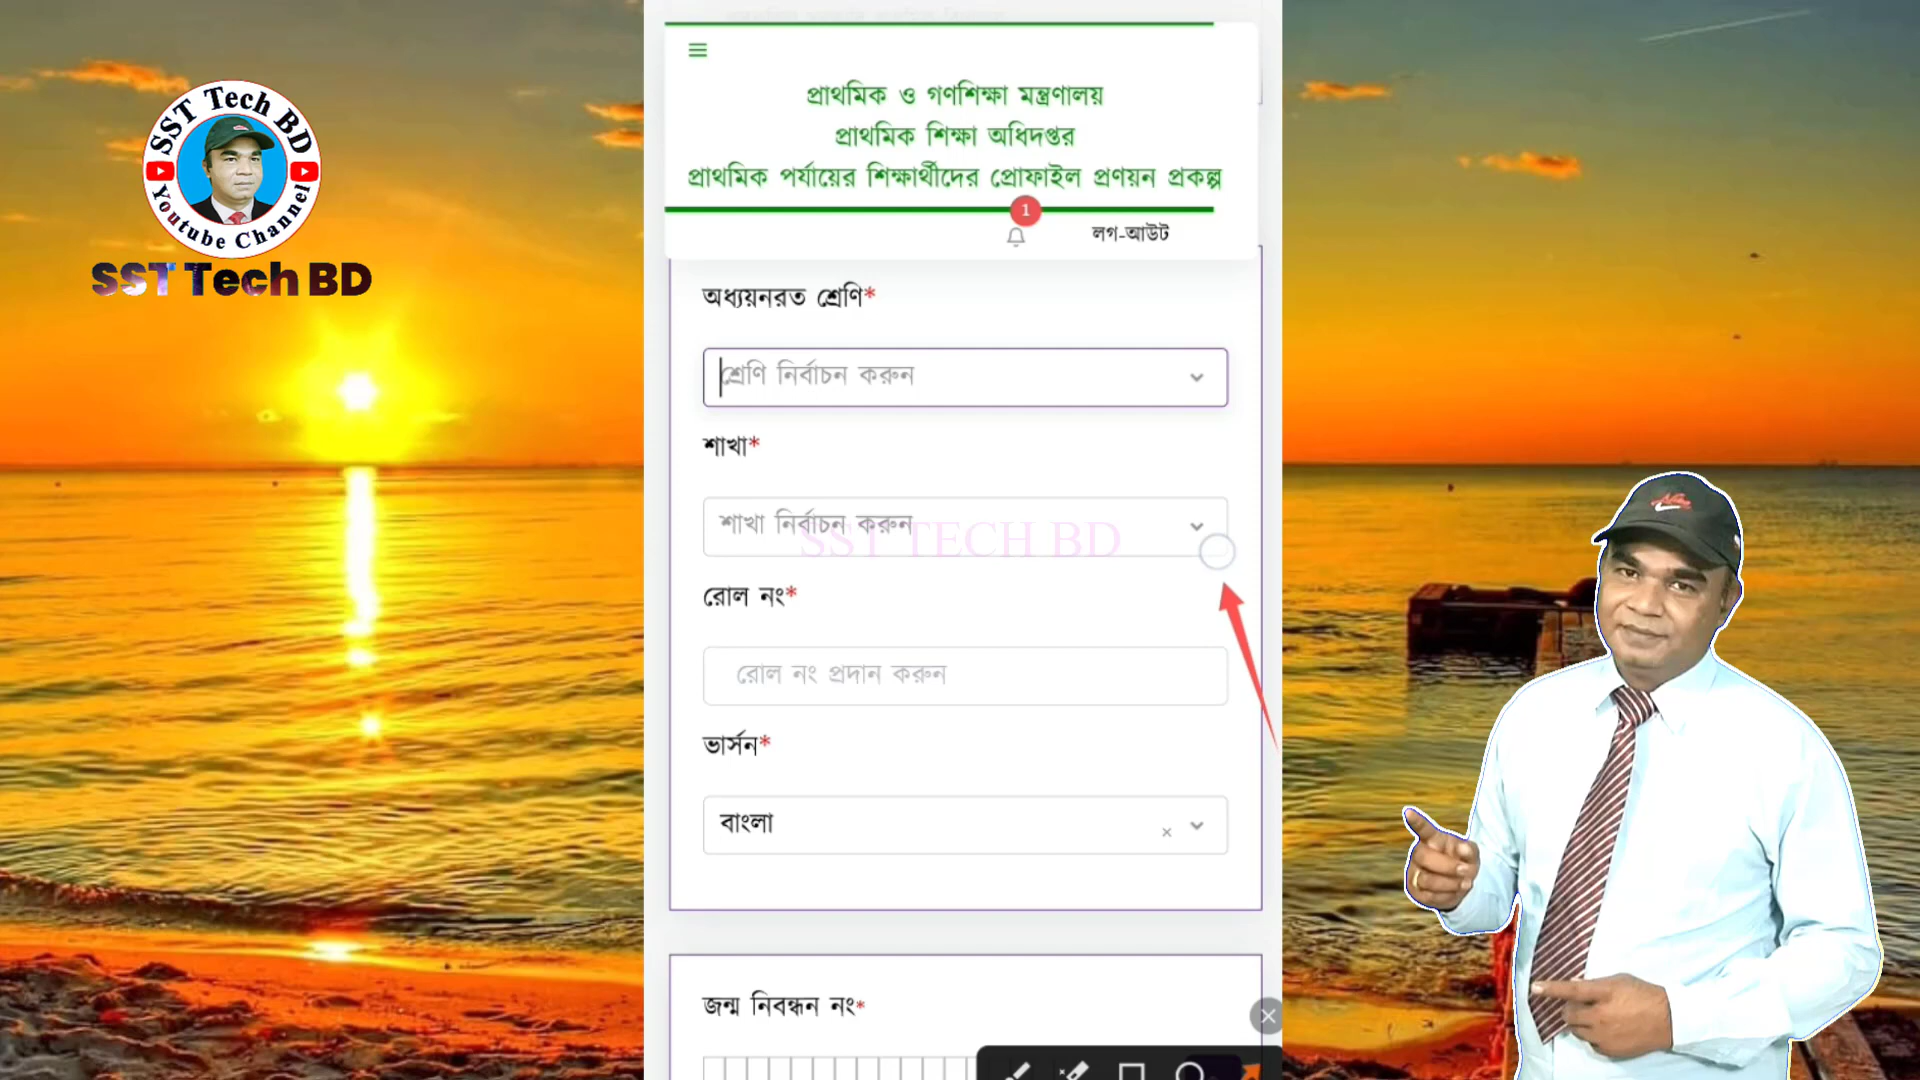 SST Tech BD
Youtube Channel
SST Tech BD
প্রাথমিক ও গণশিক্ষা মন্ত্রণালয়
প্রাথমিক শিক্ষা অধিদপ্তর
প্রাথমিক পর্যায়ের শিক্ষার্থীদের প্রোফাইল প্রণয়ন প্রকল্প
1
লগ-আউট
অধ্যয়নরত শ্রেণি*
শ্রেণি নির্বাচন করুন
শাখা*
শাখা নির্বাচন করুন
SST TECH BD
রোল নং*
রোল নং প্রদান করুন
ভার্সন*
বাংলা
জন্ম নিবন্ধন নং*